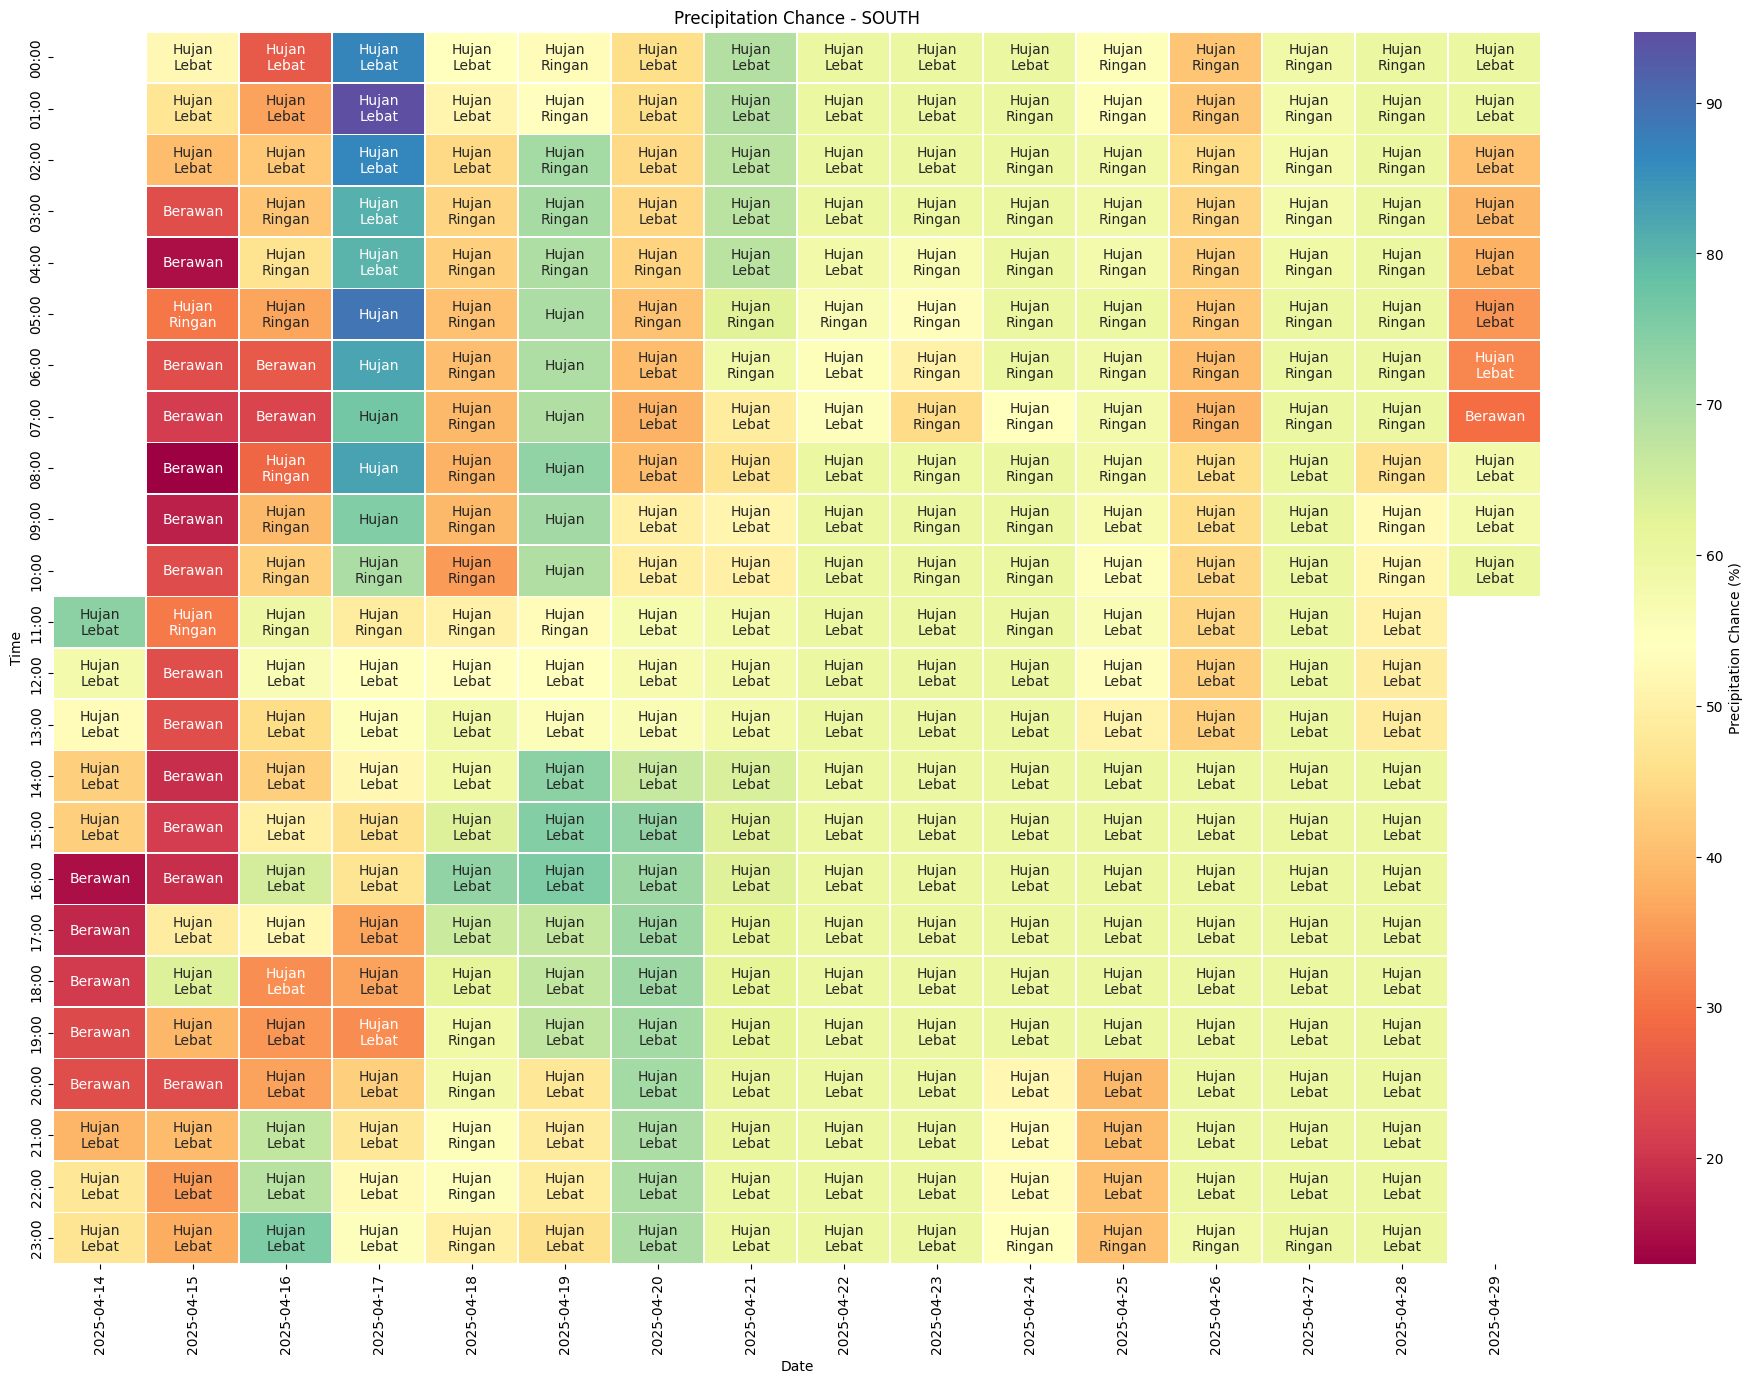 Precipitation Chance - SOUTH
Hujan Hujan Hujan Hujan Hujan Hujan Hujan Hujan Hujan Hujan Hujan Hujan Hujan Hujan Hujan
00:00
Lebat Lebat Lebat Lebat Ringan Lebat Lebat Lebat Lebat Lebat Ringan Ringan Ringan Ringan Lebat
Hujan Hujan Hujan Hujan Hujan Hujan Hujan Hujan Hujan Hujan Hujan Hujan Hujan Hujan Hujan
01:00
Lebat Lebat Lebat Lebat Ringan Lebat Lebat Lebat Lebat Ringan Ringan Ringan Ringan Ringan Lebat
Hujan Hujan Hujan Hujan Hujan Hujan Hujan Hujan Hujan Hujan Hujan Hujan Hujan Hujan Hujan
02:00
Lebat Lebat Lebat Lebat Ringan Lebat Lebat Lebat Lebat Ringan Ringan Ringan Ringan Ringan Lebat
Hujan Hujan Hujan Hujan Hujan Hujan Hujan Hujan Hujan Hujan Hujan Hujan Hujan Hujan
03:00 Berawan
Ringan Lebat Ringan Ringan Lebat Lebat Lebat Ringan Ringan Ringan Ringan Ringan Ringan Lebat
Hujan Hujan Hujan Hujan Hujan Hujan Hujan Hujan Hujan Hujan Hujan Hujan Hujan Hujan
04:00 Berawan
Ringan Lebat Ringan Ringan Ringan Lebat Lebat Ringan Ringan Ringan Ringan Ringan Ringan Lebat
Hujan Hujan Hujan Hujan Hujan Hujan Hujan Hujan Hujan Hujan Hujan Hujan Hujan
05:00 Hujan Hujan
Ringan Ringan Ringan Ringan Ringan Ringan Ringan Ringan Ringan Ringan Ringan Ringan Lebat
Hujan Hujan Hujan Hujan Hujan Hujan Hujan Hujan Hujan Hujan Hujan
06:00 Berawan Berawan Hujan Hujan
Ringan Lebat Ringan Lebat Ringan Ringan Ringan Ringan Ringan Ringan Lebat
Hujan Hujan Hujan Hujan Hujan Hujan Hujan Hujan Hujan Hujan
07:00 Berawan Berawan Hujan Hujan Berawan
Ringan Lebat Lebat Lebat Ringan Ringan Ringan Ringan Ringan Ringan
Hujan Hujan Hujan Hujan Hujan Hujan Hujan Hujan Hujan Hujan Hujan Hujan
08:00 Berawan Hujan Hujan
Ringan Ringan Lebat Lebat Lebat Ringan Ringan Ringan Lebat Lebat Ringan Lebat
Hujan Hujan Hujan Hujan Hujan Hujan Hujan Hujan Hujan Hujan Hujan Hujan
09:00 Berawan Hujan Hujan
Ringan Ringan Lebat Lebat Lebat Ringan Ringan Lebat Lebat Lebat Ringan Lebat
Hujan Hujan Hujan Hujan Hujan Hujan Hujan Hujan Hujan Hujan Hujan Hujan Hujan
10:00 Berawan Hujan
Ringan Ringan Ringan Lebat Lebat Lebat Ringan Ringan Lebat Lebat Lebat Ringan Lebat
Hujan Hujan Hujan Hujan Hujan Hujan Hujan Hujan Hujan Hujan Hujan Hujan Hujan Hujan Hujan
11:00
Lebat Ringan Ringan Ringan Ringan Ringan Lebat Lebat Lebat Lebat Ringan Lebat Lebat Lebat Lebat
Hujan Hujan Hujan Hujan Hujan Hujan Hujan Hujan Hujan Hujan Hujan Hujan Hujan Hujan
12:00 Berawan
Lebat Lebat Lebat Lebat Lebat Lebat Lebat Lebat Lebat Lebat Lebat Lebat Lebat Lebat
Hujan Hujan Hujan Hujan Hujan Hujan Hujan Hujan Hujan Hujan Hujan Hujan Hujan Hujan
13:00 Berawan
Lebat Lebat Lebat Lebat Lebat Lebat Lebat Lebat Lebat Lebat Lebat Lebat Lebat Lebat
Hujan Hujan Hujan Hujan Hujan Hujan Hujan Hujan Hujan Hujan Hujan Hujan Hujan Hujan
14:00 Berawan
Lebat Lebat Lebat Lebat Lebat Lebat Lebat Lebat Lebat Lebat Lebat Lebat Lebat Lebat
Hujan Hujan Hujan Hujan Hujan Hujan Hujan Hujan Hujan Hujan Hujan Hujan Hujan Hujan
15:00 Berawan
Lebat Lebat Lebat Lebat Lebat Lebat Lebat Lebat Lebat Lebat Lebat Lebat Lebat Lebat
Hujan Hujan Hujan Hujan Hujan Hujan Hujan Hujan Hujan Hujan Hujan Hujan Hujan
16:00 Berawan Berawan
Lebat Lebat Lebat Lebat Lebat Lebat Lebat Lebat Lebat Lebat Lebat Lebat Lebat
Hujan Hujan Hujan Hujan Hujan Hujan Hujan Hujan Hujan Hujan Hujan Hujan Hujan Hujan
17:00 Berawan
Lebat Lebat Lebat Lebat Lebat Lebat Lebat Lebat Lebat Lebat Lebat Lebat Lebat Lebat
Hujan Hujan Hujan Hujan Hujan Hujan Hujan Hujan Hujan Hujan Hujan Hujan Hujan Hujan
18:00 Berawan
Lebat Lebat Lebat Lebat Lebat Lebat Lebat Lebat Lebat Lebat Lebat Lebat Lebat Lebat
Hujan Hujan Hujan Hujan Hujan Hujan Hujan Hujan Hujan Hujan Hujan Hujan Hujan Hujan
19:00 Berawan
Lebat Lebat Lebat Ringan Lebat Lebat Lebat Lebat Lebat Lebat Lebat Lebat Lebat Lebat
Hujan Hujan Hujan Hujan Hujan Hujan Hujan Hujan Hujan Hujan Hujan Hujan Hujan
20:00 Berawan Berawan
Lebat Lebat Ringan Lebat Lebat Lebat Lebat Lebat Lebat Lebat Lebat Lebat Lebat
Hujan Hujan Hujan Hujan Hujan Hujan Hujan Hujan Hujan Hujan Hujan Hujan Hujan Hujan Hujan
21:00
Lebat Lebat Lebat Lebat Ringan Lebat Lebat Lebat Lebat Lebat Lebat Lebat Lebat Lebat Lebat
Hujan Hujan Hujan Hujan Hujan Hujan Hujan Hujan Hujan Hujan Hujan Hujan Hujan Hujan Hujan
22:00
Lebat Lebat Lebat Lebat Ringan Lebat Lebat Lebat Lebat Lebat Lebat Lebat Lebat Lebat Lebat
Hujan Hujan Hujan Hujan Hujan Hujan Hujan Hujan Hujan Hujan Hujan Hujan Hujan Hujan Hujan
23:00
Lebat Lebat Lebat Lebat Ringan Lebat Lebat Lebat Lebat Lebat Ringan Ringan Ringan Ringan Lebat
Time
2025-04-14
2025-04-15
2025-04-16
2025-04-17
2025-04-18
2025-04-19
2025-04-20
2025-04-21
2025-04-22
2025-04-23
2025-04-24
2025-04-25
2025-04-26
2025-04-27
2025-04-28
2025-04-29
Date
90
80
70
60
50
40
30
20
Precipitation Chance (%)